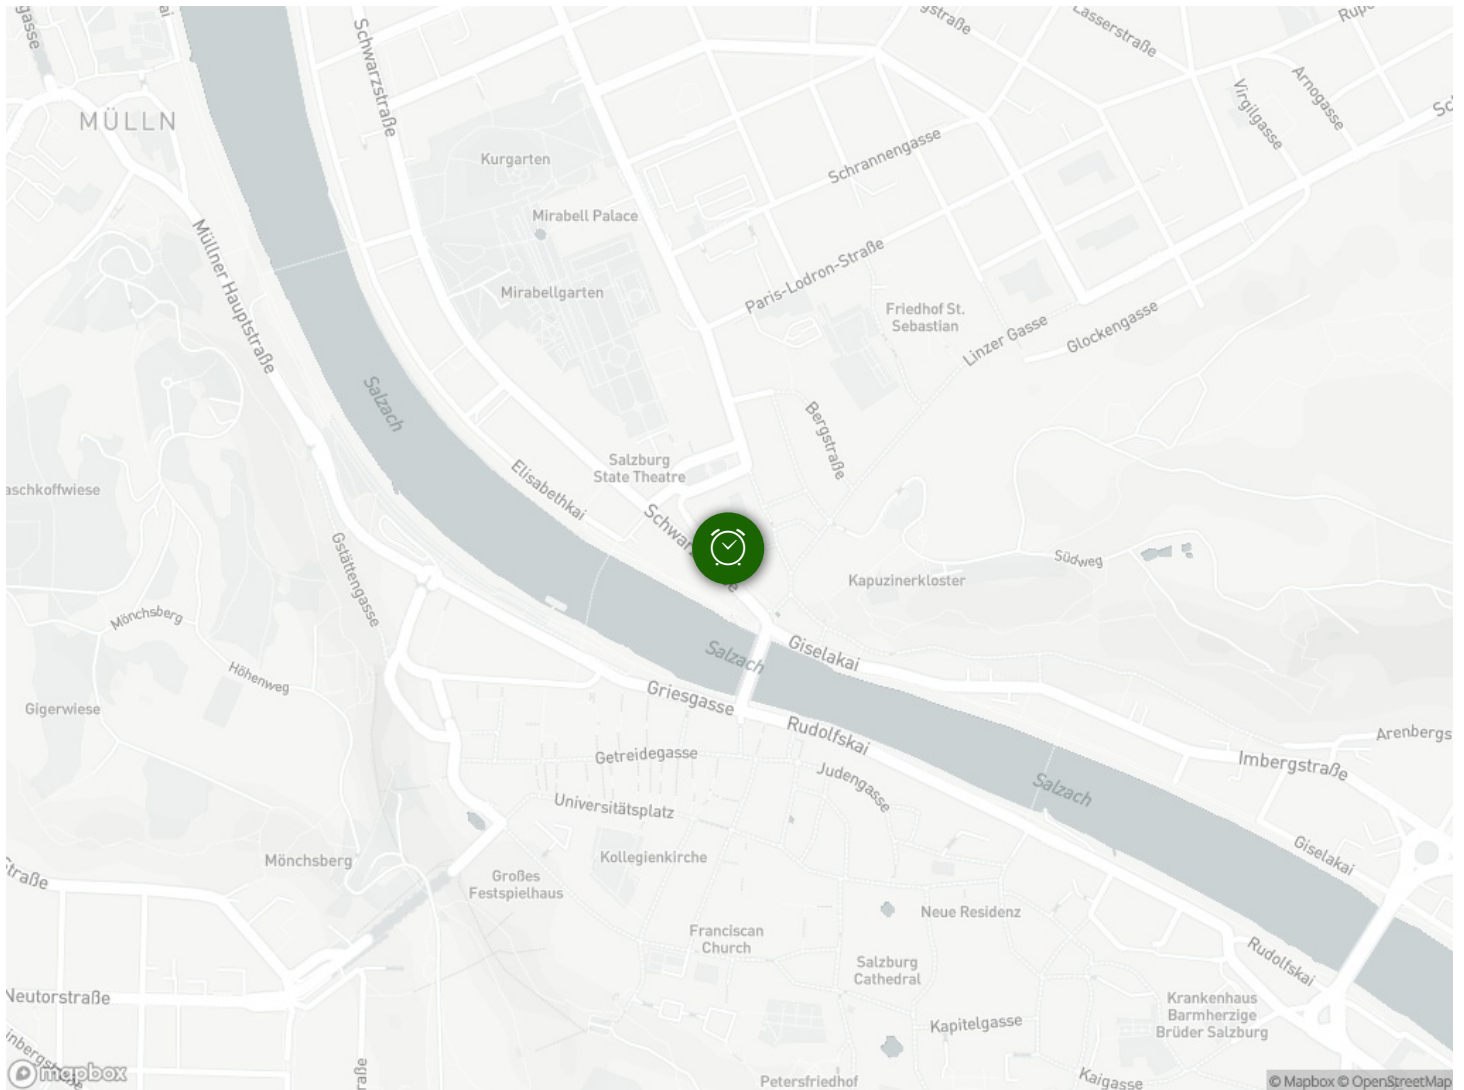 Schwarzstraße
gstraße
Lasserstraße
Arnogasse
Virgilgasse
MÜLLN
Kurgarten
Schrannengasse
Mirabell Palace
Müllner Hauptstraße
Paris-Lodron-Straße
Mirabellgarten
Friedhof St.
Sebastian
Linzer Gasse
Glockengasse
Salzach
Bergstraße
Salzburg
State Theatre
Elisabethkai
aschkoffwiese
Gstättengasse
Südweg
Kapuzinerkloster
Mönchsberg
Höhenweg
Salzach
Giselakai
Gigerwiese
Griesgasse
Rudolfskai
Arenbergs
Getreidegasse
Imbergstraße
Judengasse
Salzach
Universitätsplatz
Giselakai
Mönchsberg
Kollegienkirche
Großes
Festspielhaus
Neue Residenz
Franciscan
Church
Salzburg
Cathedral
Rudolfskai
Neutorstraße
Krankenhaus
Barmherzige
Brüder Salzburg
Kapitelgasse
Kaigasse
Petersfriedhof
mapbox
© Mapbox © OpenStreetMap